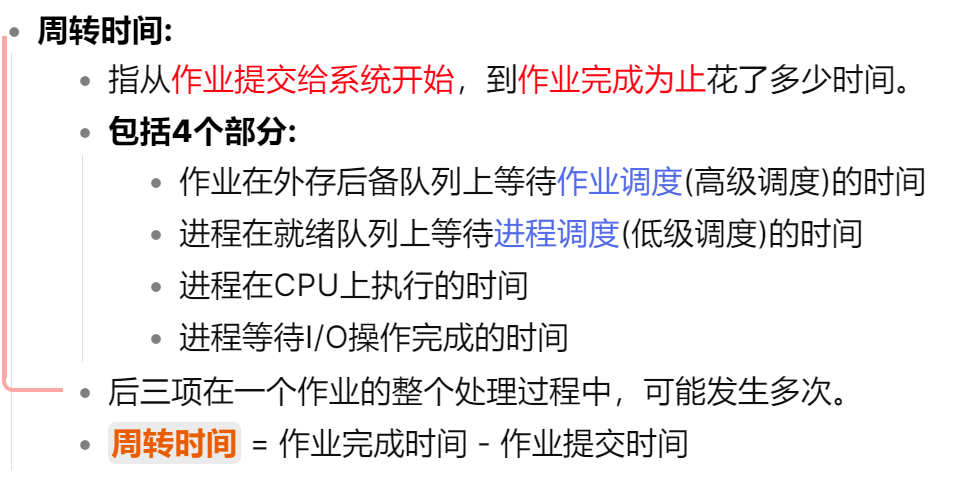 周转时间:
指从作业提交给系统开始，到作业完成为止花了多少时间。
包括4个部分:
作业在外存后备队列上等待作业调度(高级调度)的时间
进程在就绪队列上等待进程调度(低级调度)的时间
进程在CPU上执行的时间
进程等待I/O操作完成的时间
后三项在一个作业的整个处理过程中，可能发生多次。
周转时间 = 作业完成时间 - 作业提交时间